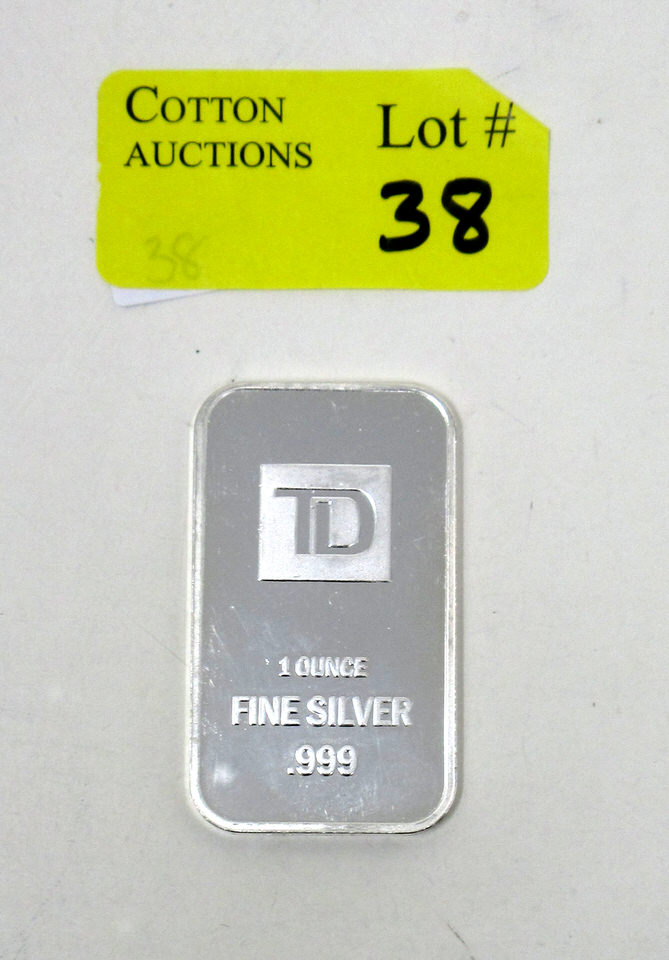 COTTON
AUCTIONS
Lot #
38
38
TD
1 OUNCE
FINE SILVER
.999